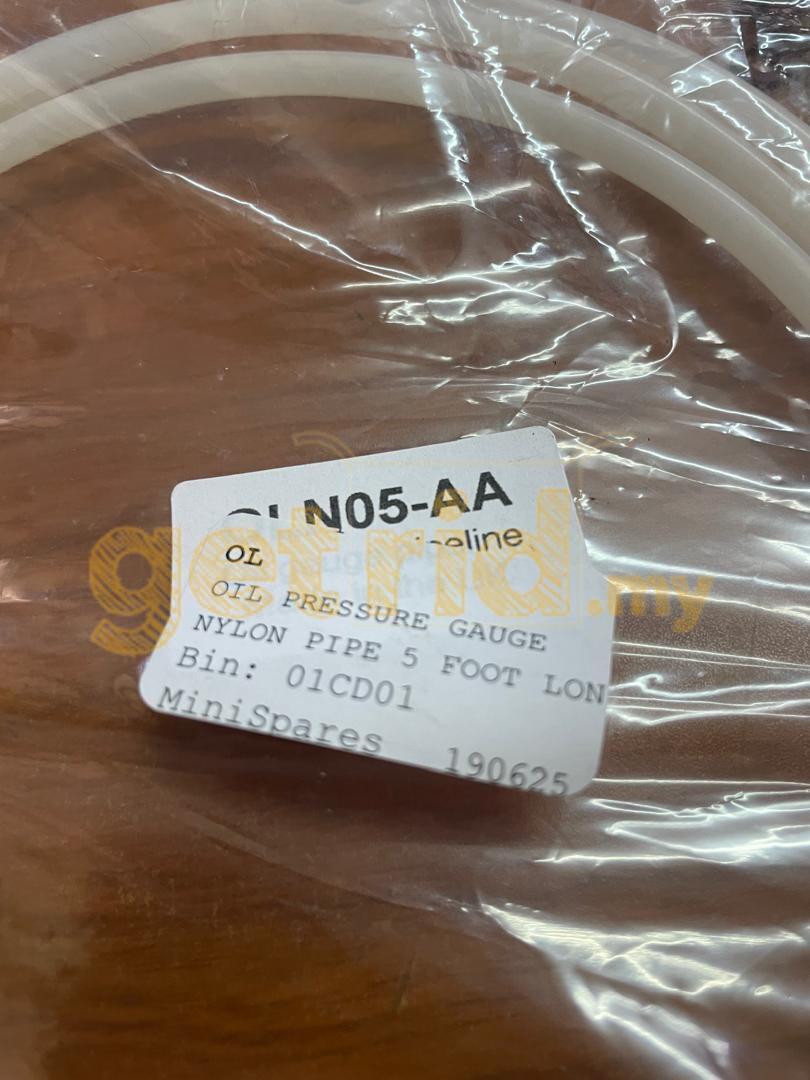 N05-AA
OL
OIL PRESSURE GAUGE
NYLON PIPE 5 FOOT LON
Bin: 01CD01
MiniSpares 190625
getrid.my